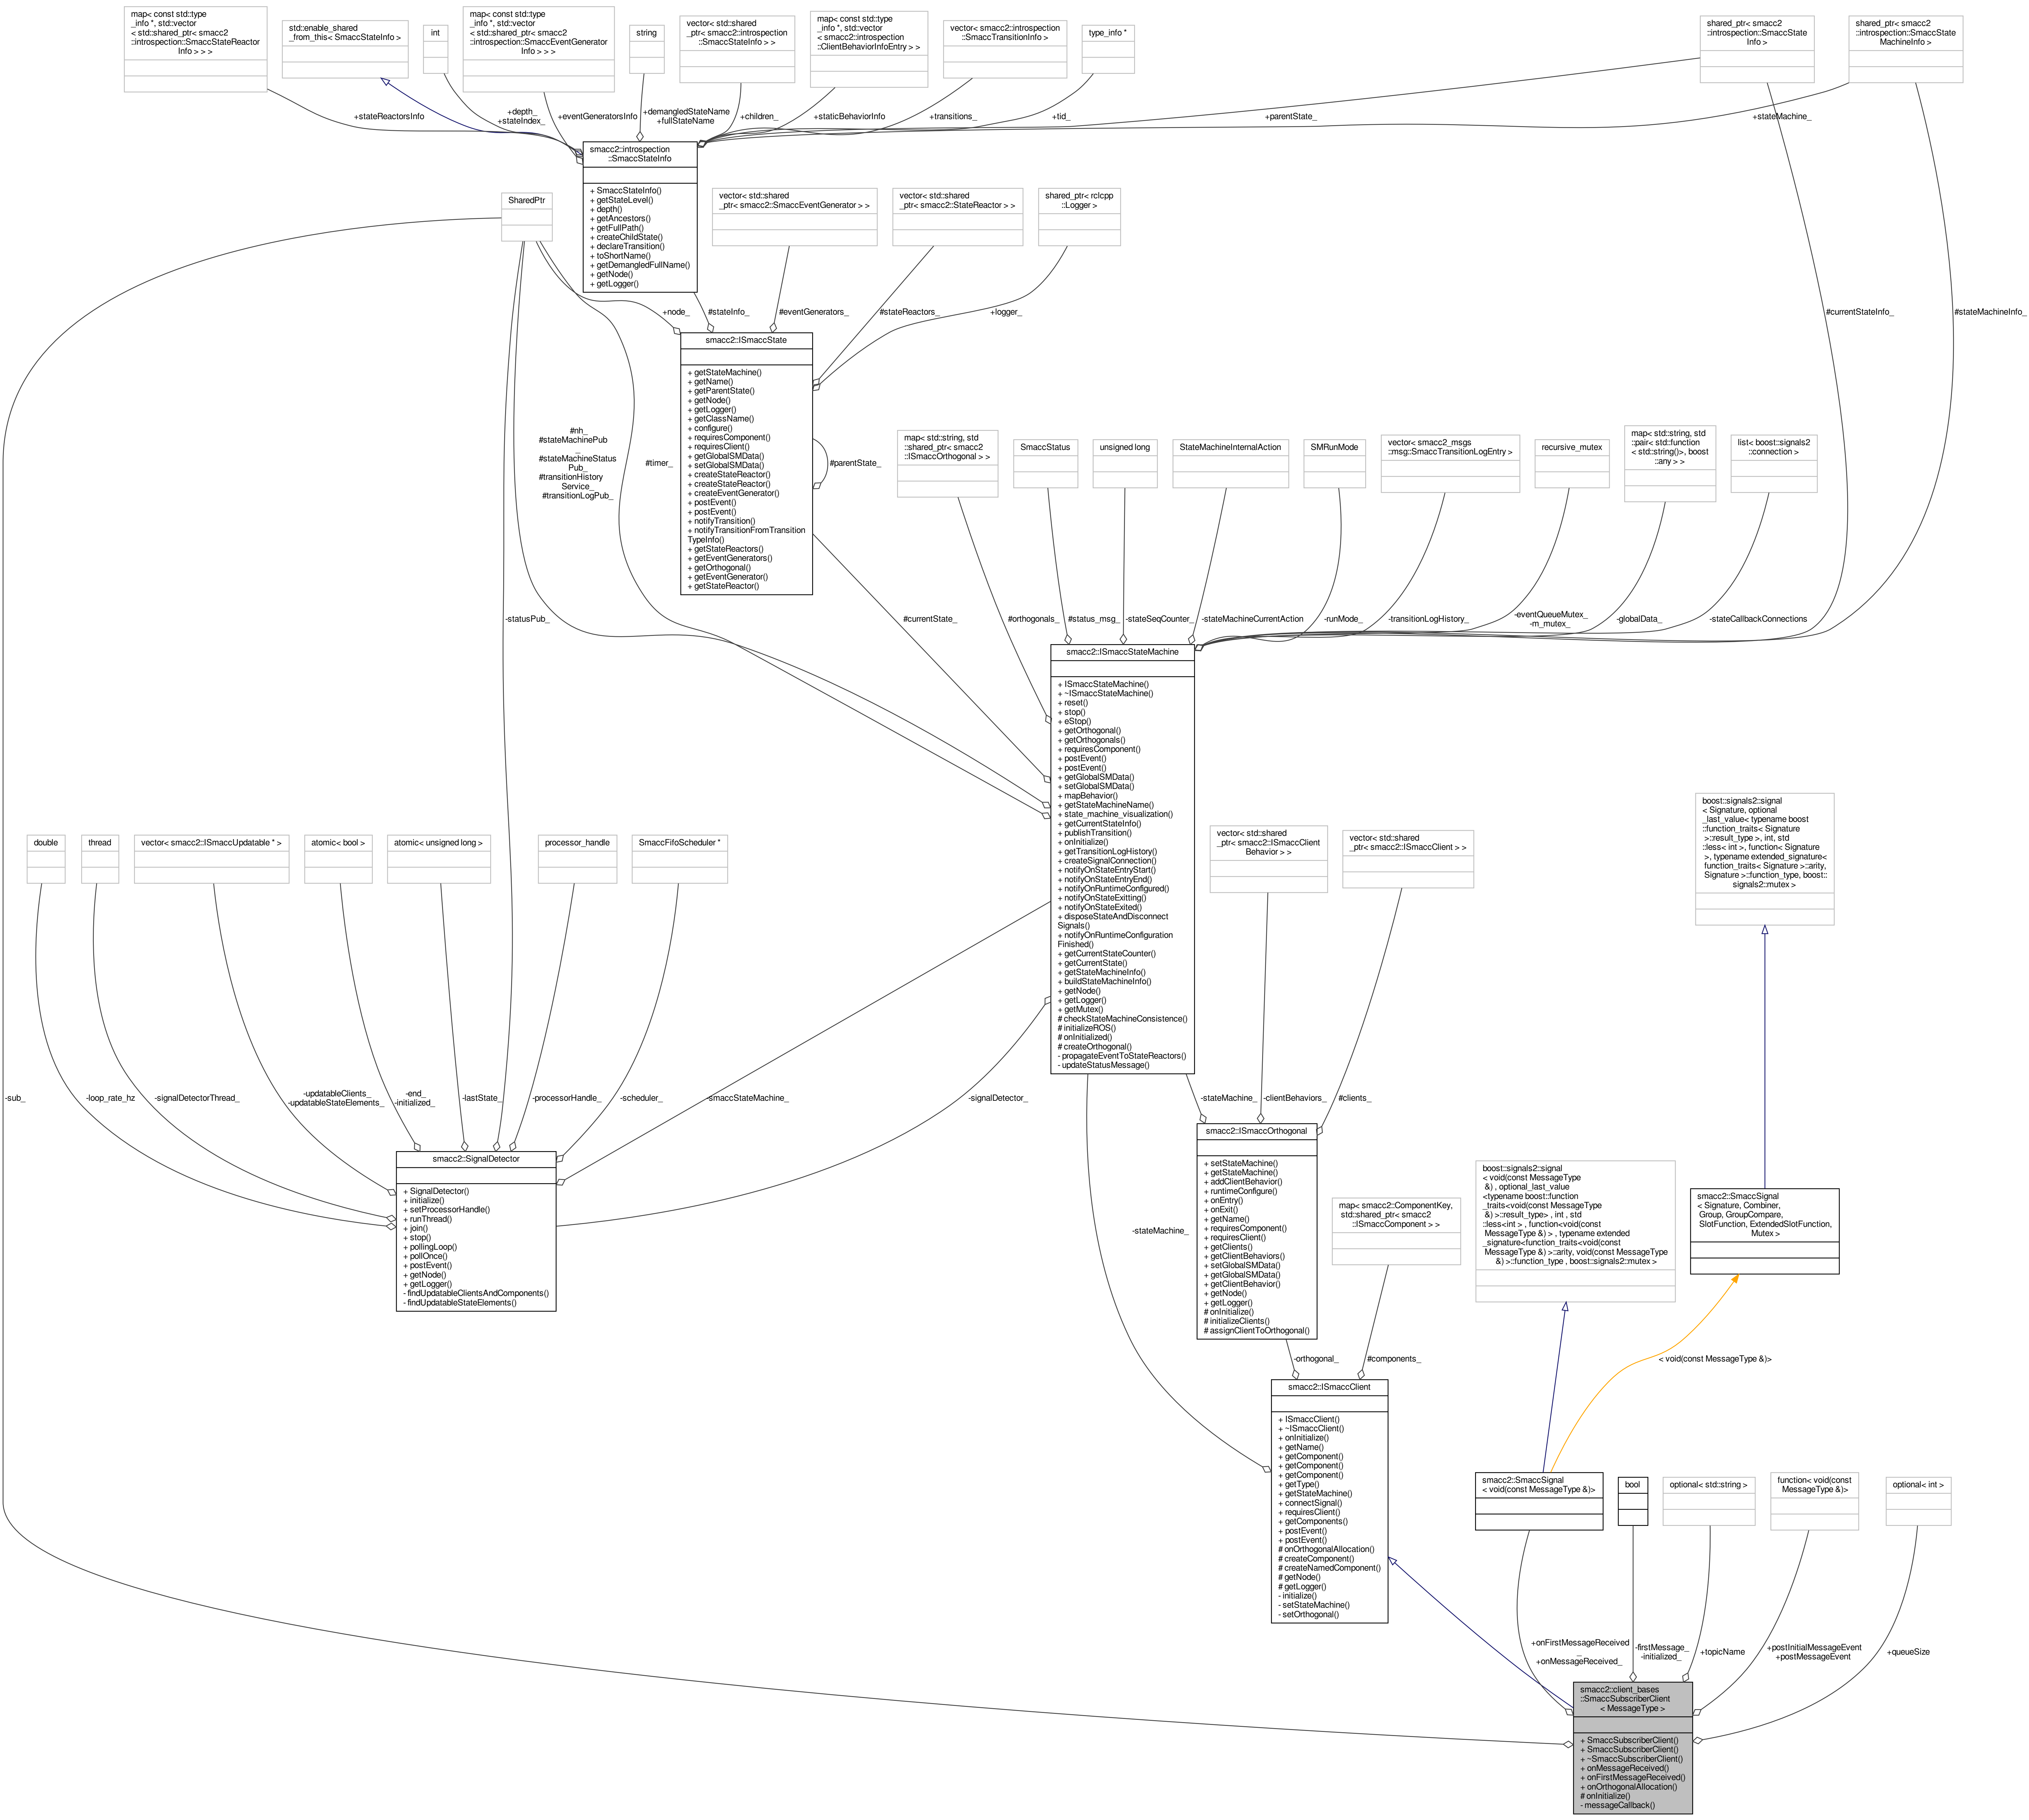 map< const std::type
_info *, std::vector
< std::shared_ptr< smacc2
::introspection::SmaccStateReactor
Info > > >
std::enable_shared
_from_this< SmaccStateInfo >
int
map< const std::type
_info *, std::vector
< std::shared_ptr< smacc2
::introspection::SmaccEventGenerator
Info > > >
string
vector< std::shared
_ptr< smacc2::introspection
::SmaccStateInfo > >
map< const std::type
_info *, std::vector
< smacc2::introspection
::ClientBehaviorInfoEntry > >
vector< smacc2::introspection
::SmaccTransitionInfo >
type_info *
shared_ptr< smacc2
::introspection::SmaccState
Info >
shared_ptr< smacc2
::introspection::SmaccState
MachineInfo >
+stateReactorsInfo
+depth_
+stateIndex_
+eventGeneratorsInfo
+demangledStateName
+fullStateName
+children_
+staticBehaviorInfo
+transitions_
+tid_
+parentState_
+stateMachine_
smacc2::introspection
::SmaccStateInfo
+ SmaccStateInfo()
+ getStateLevel()
+ depth()
+ getAncestors()
+ getFullPath()
+ createChildState()
+ declareTransition()
+ toShortName()
+ getDemangledFullName()
+ getNode()
+ getLogger()
SharedPtr
vector< std::shared
_ptr< smacc2::SmaccEventGenerator > >
vector< std::shared
_ptr< smacc2::StateReactor > >
shared_ptr< rclcpp
::Logger >
+node_
#stateInfo_
#eventGenerators_
#stateReactors_
+logger_
#currentStateInfo_
#stateMachineInfo_
smacc2::ISmaccState
+ getStateMachine()
+ getName()
+ getParentState()
+ getNode()
+ getLogger()
+ getClassName()
+ configure()
+ requiresComponent()
+ requiresClient()
+ getGlobalSMData()
+ setGlobalSMData()
+ createStateReactor()
+ createStateReactor()
+ createEventGenerator()
+ postEvent()
+ postEvent()
+ notifyTransition()
+ notifyTransitionFromTransition
TypeInfo()
+ getStateReactors()
+ getEventGenerators()
+ getOrthogonal()
+ getEventGenerator()
+ getStateReactor()
#parentState_
#nh_
#stateMachinePub
_
#stateMachineStatus
Pub_
#transitionHistory
Service_
#transitionLogPub_
#timer_
map< std::string, std
::shared_ptr< smacc2
::ISmaccOrthogonal > >
SmaccStatus
unsigned long
StateMachineInternalAction
SMRunMode
vector< smacc2_msgs
::msg::SmaccTransitionLogEntry >
recursive_mutex
map< std::string, std
::pair< std::function
< std::string()>, boost
::any > >
list< boost::signals2
::connection >
-statusPub_
#currentState_
#orthogonals_
#status_msg_
-stateSeqCounter_
-stateMachineCurrentAction
-runMode_
-transitionLogHistory_
-eventQueueMutex_
-m_mutex_
-globalData_
-stateCallbackConnections
smacc2::ISmaccStateMachine
+ ISmaccStateMachine()
+ ~ISmaccStateMachine()
+ reset()
+ stop()
+ eStop()
+ getOrthogonal()
+ getOrthogonals()
+ requiresComponent()
+ postEvent()
+ postEvent()
+ getGlobalSMData()
+ setGlobalSMData()
+ mapBehavior()
+ getStateMachineName()
+ state_machine_visualization()
+ getCurrentStateInfo()
+ publishTransition()
+ onInitialize()
+ getTransitionLogHistory()
+ createSignalConnection()
+ notifyOnStateEntryStart()
+ notifyOnStateEntryEnd()
+ notifyOnRuntimeConfigured()
+ notifyOnStateExitting()
+ notifyOnStateExited()
+ disposeStateAndDisconnect
Signals()
+ notifyOnRuntimeConfiguration
Finished()
+ getCurrentStateCounter()
+ getCurrentState()
+ getStateMachineInfo()
+ buildStateMachineInfo()
+ getNode()
+ getLogger()
+ getMutex()
# checkStateMachineConsistence()
# initializeROS()
# onInitialized()
# createOrthogonal()
- propagateEventToStateReactors()
- updateStatusMessage()
double
thread
vector< smacc2::ISmaccUpdatable * >
atomic< bool >
atomic< unsigned long >
processor_handle
SmaccFifoScheduler *
vector< std::shared
_ptr< smacc2::ISmaccClient
Behavior > >
vector< std::shared
_ptr< smacc2::ISmaccClient > >
boost::signals2::signal
< Signature, optional
_last_value< typename boost
::function_traits< Signature
>::result_type >, int, std
::less< int >, function< Signature
>, typename extended_signature<
function_traits< Signature >::arity,
Signature >::function_type, boost::
signals2::mutex >
-sub_
-loop_rate_hz
-signalDetectorThread_
-updatableClients_
-updatableStateElements_
-end_
-initialized_
-lastState_
-processorHandle_
-scheduler_
-smaccStateMachine_
-signalDetector_
-stateMachine_
-clientBehaviors_
#clients_
smacc2::SignalDetector
+ SignalDetector()
+ initialize()
+ setProcessorHandle()
+ runThread()
+ join()
+ stop()
+ pollingLoop()
+ pollOnce()
+ postEvent()
+ getNode()
+ getLogger()
- findUpdatableClientsAndComponents()
- findUpdatableStateElements()
smacc2::ISmaccOrthogonal
+ setStateMachine()
+ getStateMachine()
+ addClientBehavior()
+ runtimeConfigure()
+ onEntry()
+ onExit()
+ getName()
+ requiresComponent()
+ requiresClient()
+ getClients()
+ getClientBehaviors()
+ setGlobalSMData()
+ getGlobalSMData()
+ getClientBehavior()
+ getNode()
+ getLogger()
# onInitialize()
# initializeClients()
# assignClientToOrthogonal()
map< smacc2::ComponentKey,
std::shared_ptr< smacc2
::ISmaccComponent > >
boost::signals2::signal
< void(const MessageType
&) , optional_last_value
<typename boost::function
_traits<void(const MessageType
&) >::result_type> , int , std
::less<int > , function<void(const
MessageType &) > , typename extended
_signature<function_traits<void(const
MessageType &) >::arity, void(const MessageType
&) >::function_type , boost::signals2::mutex >
smacc2::SmaccSignal
< Signature, Combiner,
Group, GroupCompare,
SlotFunction, ExtendedSlotFunction,
Mutex >
-stateMachine_
-orthogonal_
#components_
< void(const MessageType &)>
smacc2::ISmaccClient
+ ISmaccClient()
+ ~ISmaccClient()
+ onInitialize()
+ getName()
+ getComponent()
+ getComponent()
+ getComponent()
+ getType()
+ getStateMachine()
+ connectSignal()
+ requiresClient()
+ getComponents()
+ postEvent()
+ postEvent()
# onOrthogonalAllocation()
# createComponent()
# createNamedComponent()
# getNode()
# getLogger()
- initialize()
- setStateMachine()
- setOrthogonal()
smacc2::SmaccSignal
< void(const MessageType &)>
bool
optional< std::string >
function< void(const
MessageType &)>
optional< int >
+onFirstMessageReceived
_
+onMessageReceived_
-firstMessage_
-initialized_
+topicName
+postInitialMessageEvent
+postMessageEvent
+queueSize
smacc2::client_bases
::SmaccSubscriberClient
< MessageType >
+ SmaccSubscriberClient()
+ SmaccSubscriberClient()
+ ~SmaccSubscriberClient()
+ onMessageReceived()
+ onFirstMessageReceived()
+ onOrthogonalAllocation()
# onInitialize()
- messageCallback()